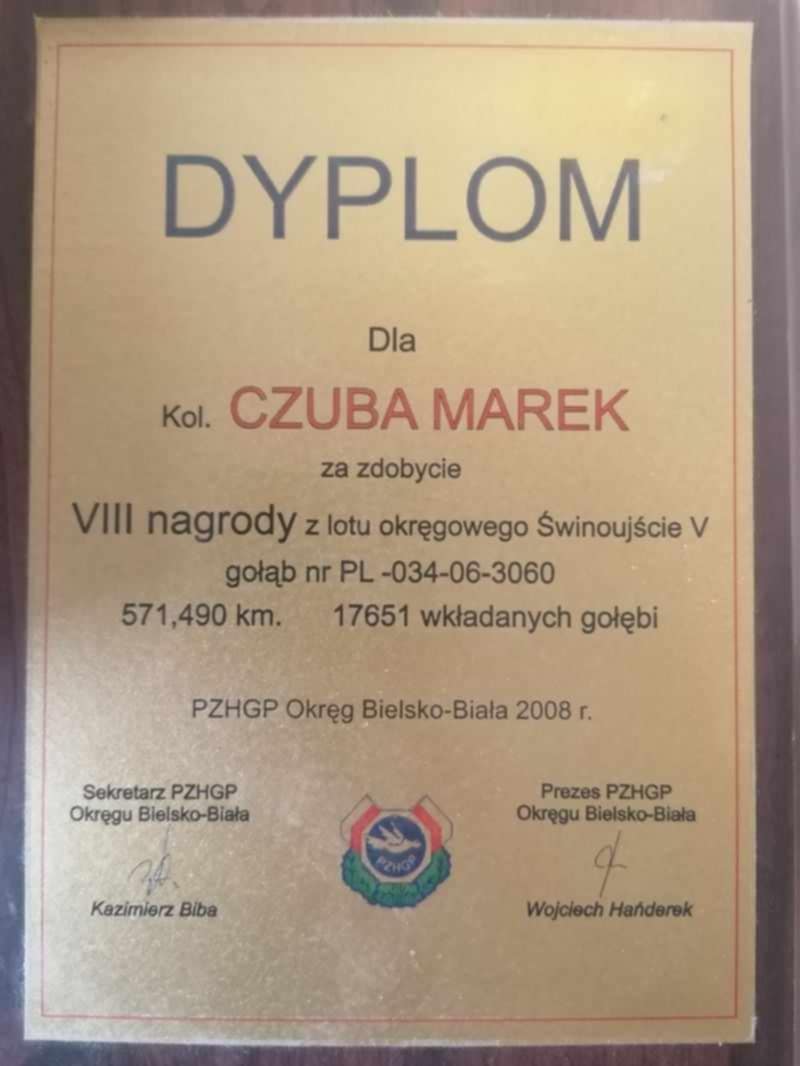 DYPLOM
Dla
Kol. CZUBA MAREK
za zdobycie
VIII nagrody z lotu okręgowego Świnoujście V
gołąb nr PL -034-06-3060
571,490 km. 17651 wkładanych gołębi
PZHGP Okręg Bielsko-Biała 2008 r.
Sekretarz PZHGP
Okręgu Bielsko-Biała
Kazimierz Biba
PZHGP
Prezes PZHGP
Okręgu Bielsko-Biała
Wojciech Hańderek